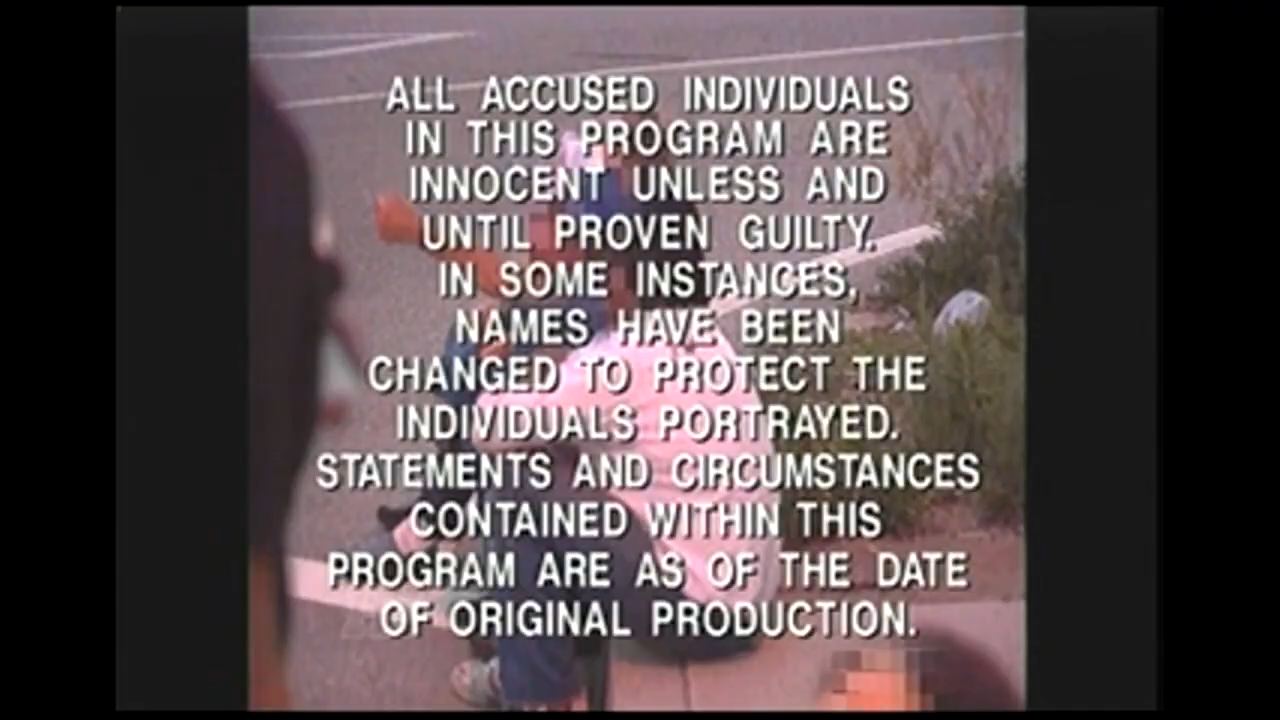 ALL ACCUSED INDIVIDUALS
IN THIS PROGRAM ARE
INNOCENT UNLESS AND
UNTIL PROVEN GUILTY.
IN SOME INSTANCES,
NAMES HAVE BEEN
CHANGED TO PROTECT THE
INDIVIDUALS PORTRAYED.
STATEMENTS AND CIRCUMSTANCES
CONTAINED WITHIN THIS
PROGRAM ARE AS OF THE DATE
OF ORIGINAL PRODUCTION.